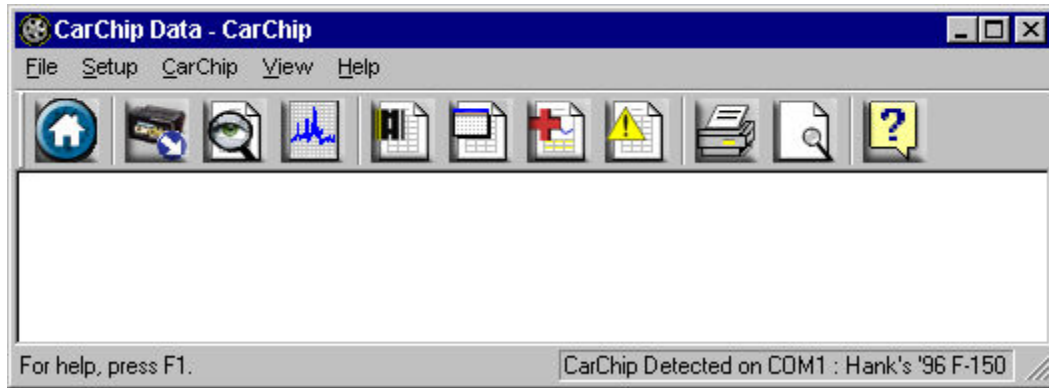 CarChip Data - CarChip
File Setup CarChip View Help
?
For help, press F1.
CarChip Detected on COM1 : Hank's '96 F-150